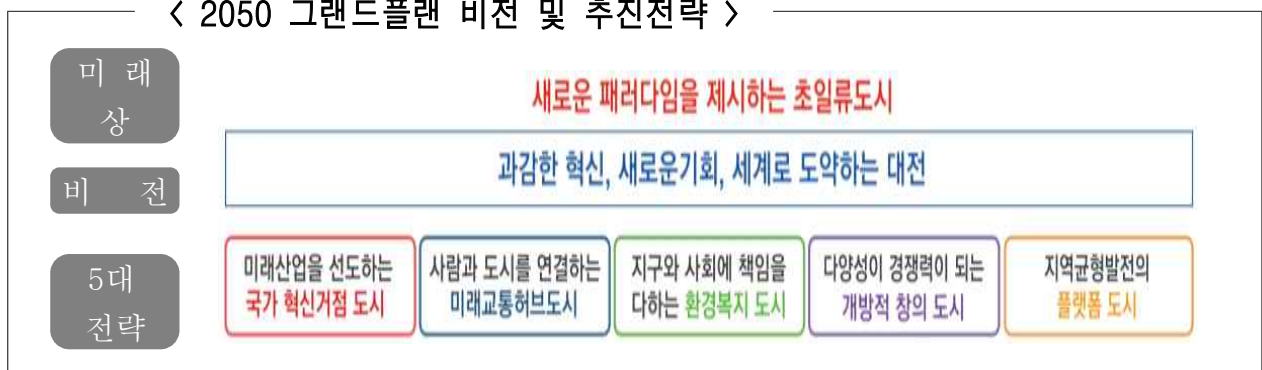 < 2050 그랜드플랜 비전 및 추진전략 >
미 래
상
새로운 패러다임을 제시하는 초일류도시
비 전
과감한 혁신, 새로운기회, 세계로 도약하는 대전
5대
전략
미래산업을 선도하는
국가 혁신거점 도시
사람과 도시를 연결하는
미래교통허브도시
지구와 사회에 책임을
다하는 환경복지 도시
다양성이 경쟁력이 되는
개방적 창의 도시
지역균형발전의
플랫폼 도시